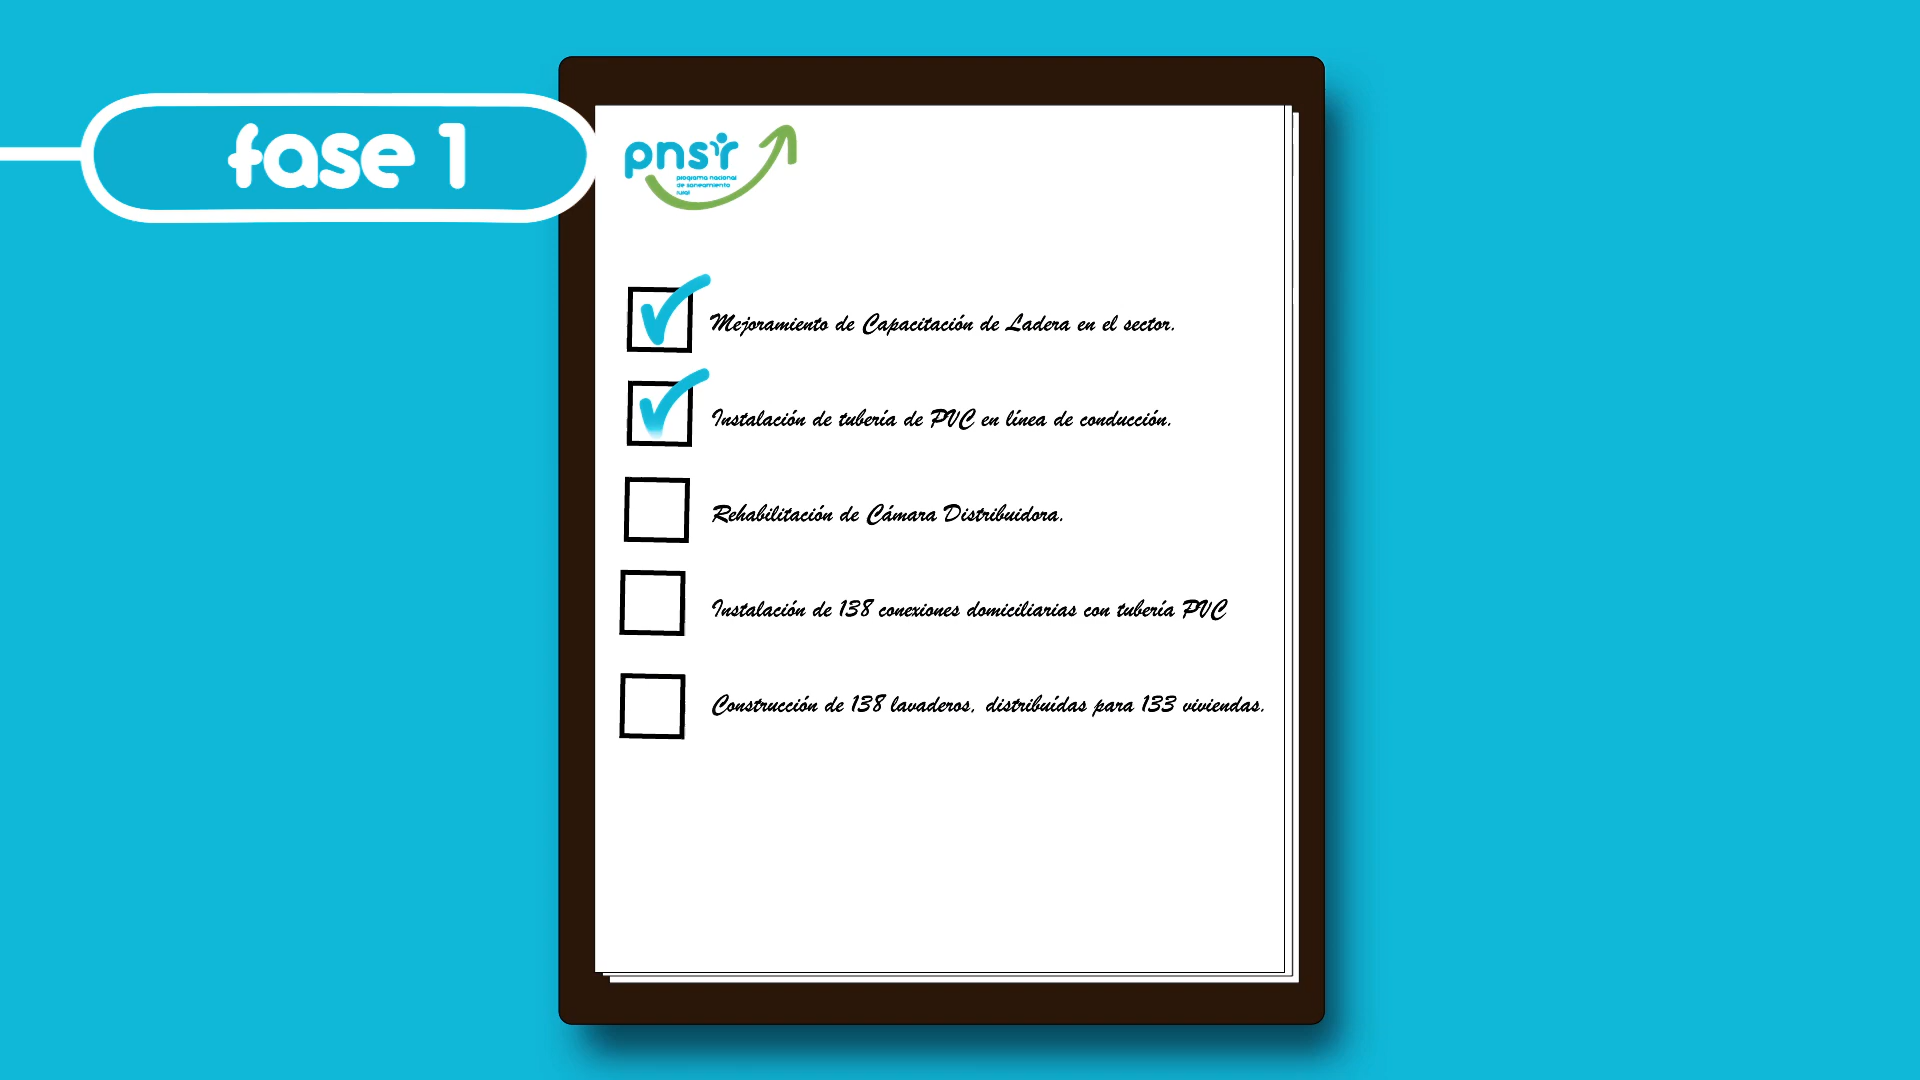 fase 1
pnsr
programa nacional
de saneamiento
rural
Mejoramiento de Capacitación de Ladera en el sector.
Instalación de tubería de PVC en línea de conducción.
Rehabilitación de Cámara Distribuidora.
Instalación de 138 conexiones domiciliarias con tubería PVC
Construcción de 138 lavaderos, distribuídas para 133 viviendas.